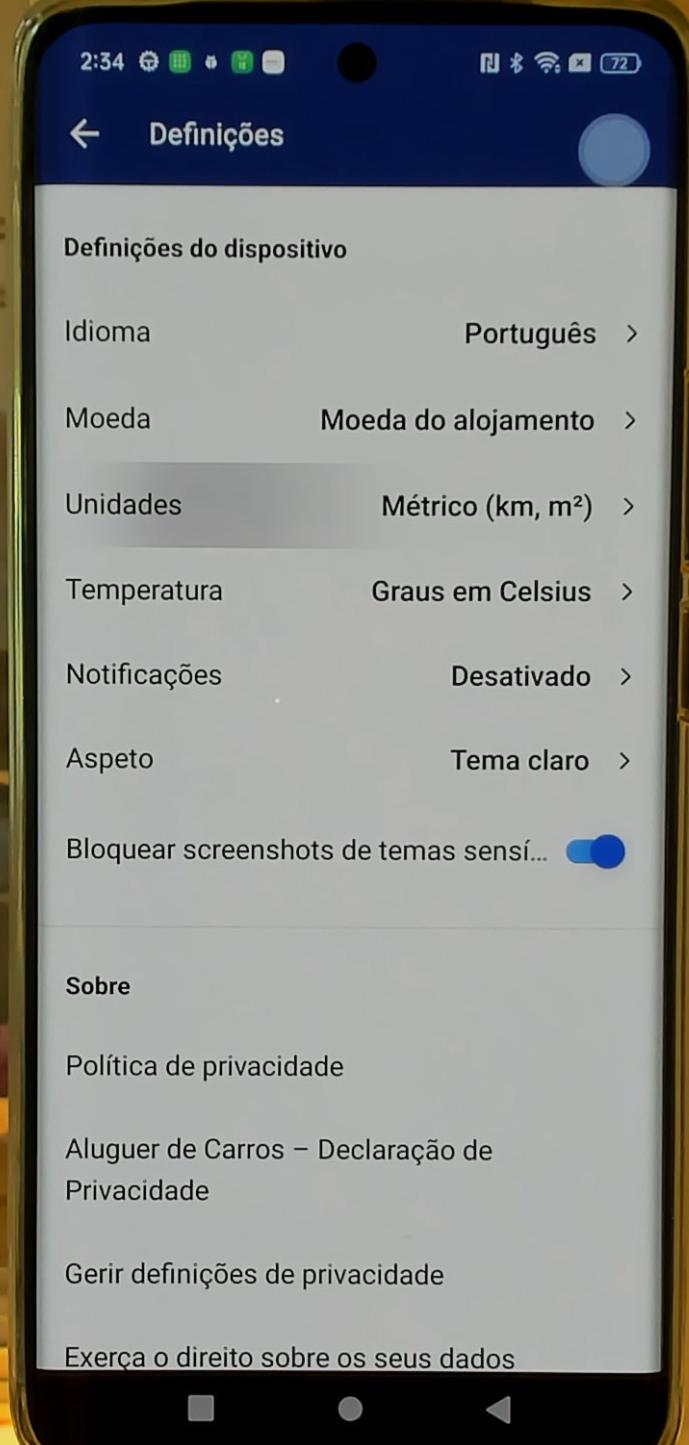 2:34
72
Definições
Definições do dispositivo
Idioma Português
Moeda Moeda do alojamento
Unidades Métrico (km, m²)
Temperatura Graus em Celsius
Notificações Desativado
Aspeto Tema claro
Bloquear screenshots de temas sensí...
Sobre
Política de privacidade
Aluguer de Carros – Declaração de
Privacidade
Gerir definições de privacidade
Exerça o direito sobre os seus dados